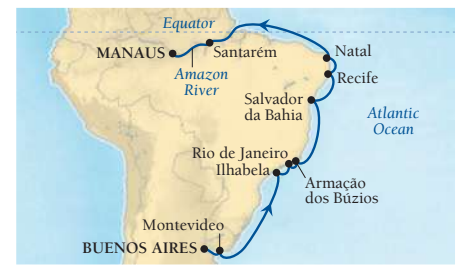 Equator
MANAUS
Santarém
Natal
Amazon
River
Recife
Salvador
da Bahia
Atlantic
Ocean
Rio de Janeiro
Ilhabela
Armação
dos Búzios
Montevideo
BUENOS AIRES